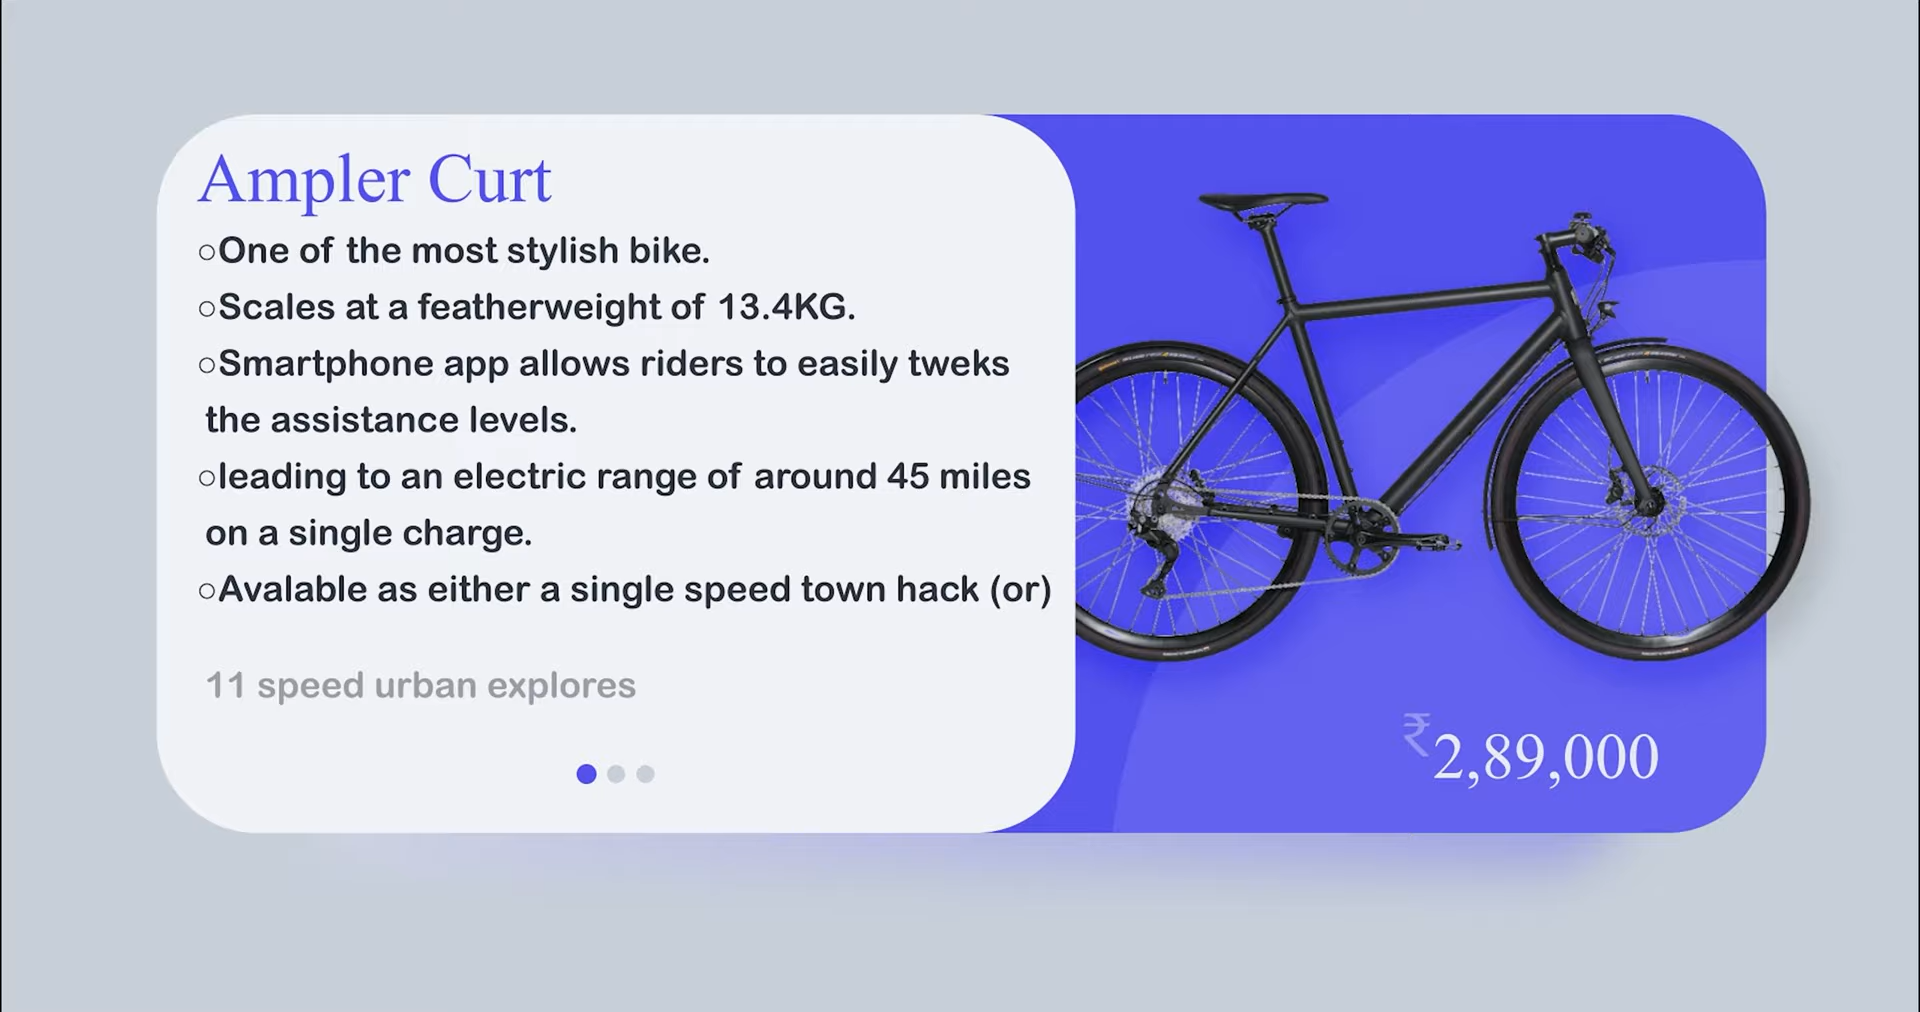 Ampler Curt
○One of the most stylish bike.
○Scales at a featherweight of 13.4KG.
○Smartphone app allows riders to easily tweks
the assistance levels.
○leading to an electric range of around 45 miles
on a single charge.
○Avalable as either a single speed town hack (or)
11 speed urban explores
₹2,89,000